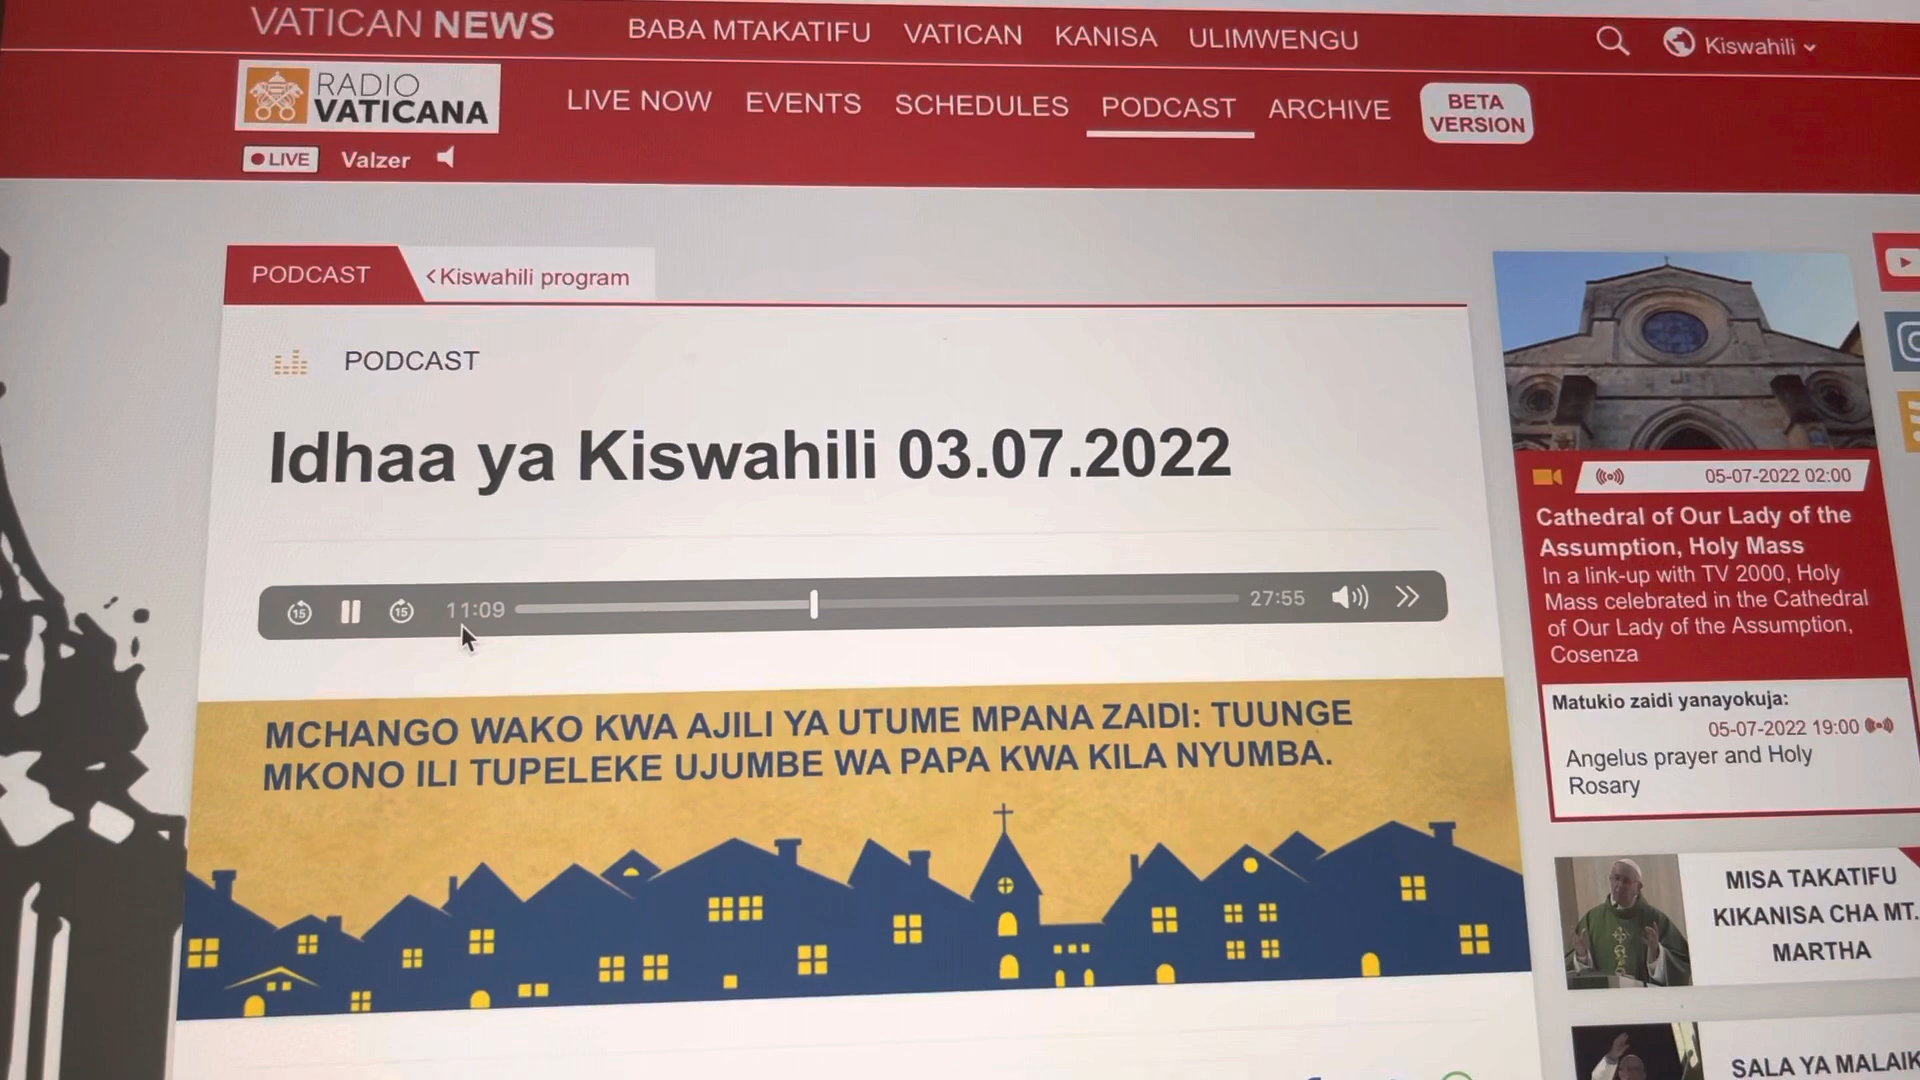 VATICAN NEWS
BABA MTAKATIFU VATICAN KANISA ULIMWENGU
Kiswahili
RADIO
VATICANA
LIVE NOW EVENTS SCHEDULES PODCAST ARCHIVE
BETA
VERSION
LIVE Valzer
PODCAST
Kiswahili program
PODCAST
Idhaa ya Kiswahili 03.07.2022
15 15 11:09 27:55
MCHANGO WAKO KWA AJILI YA UTUME MPANA ZAIDI: TUUNGE
MKONO ILI TUPELEKE UJUMBE WA PAPA KWA KILA NYUMBA.
05-07-2022 02:00
Cathedral of Our Lady of the
Assumption, Holy Mass
In a link-up with TV 2000, Holy
Mass celebrated in the Cathedral
of Our Lady of the Assumption,
Cosenza
Matukio zaidi yanayokuja:
05-07-2022 19:00
Angelus prayer and Holy
Rosary
MISA TAKATIFU
KIKANISA CHA MT.
MARTHA
SALA YA MALAIK